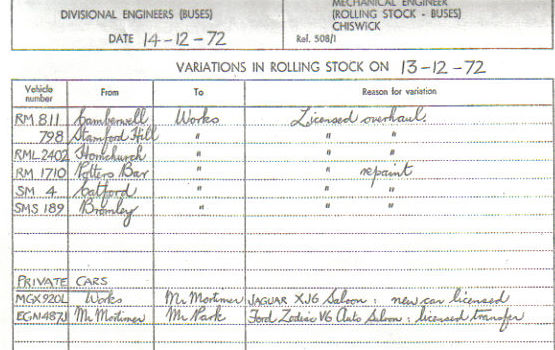 DIVISIONAL ENGINEERS (BUSES)
DATE 14-12-72
MECHANICAL ENGINEER
(ROLLING STOCK - BUSES)
CHISWICK
Ref. 508/1
VARIATIONS IN ROLLING STOCK ON 13-12-72
Vehicle number From To Reason for variation
RM 811 Camberwell Works Licensed overhaul.
798 Stamford Hill " " "
RML 2402 Hornchurch " " "
RM 1710 Potters Bar " " repaint
SM 4 Catford " " "
SMS 189 Bromley " " "
PRIVATE CARS
MGX920L Works Mr Mortimer JAGUAR XJ6 Saloon : new car licensed
EGN487J Mr Mortimer Mr Park Ford Zodiac V6 Auto Saloon : licensed transfer